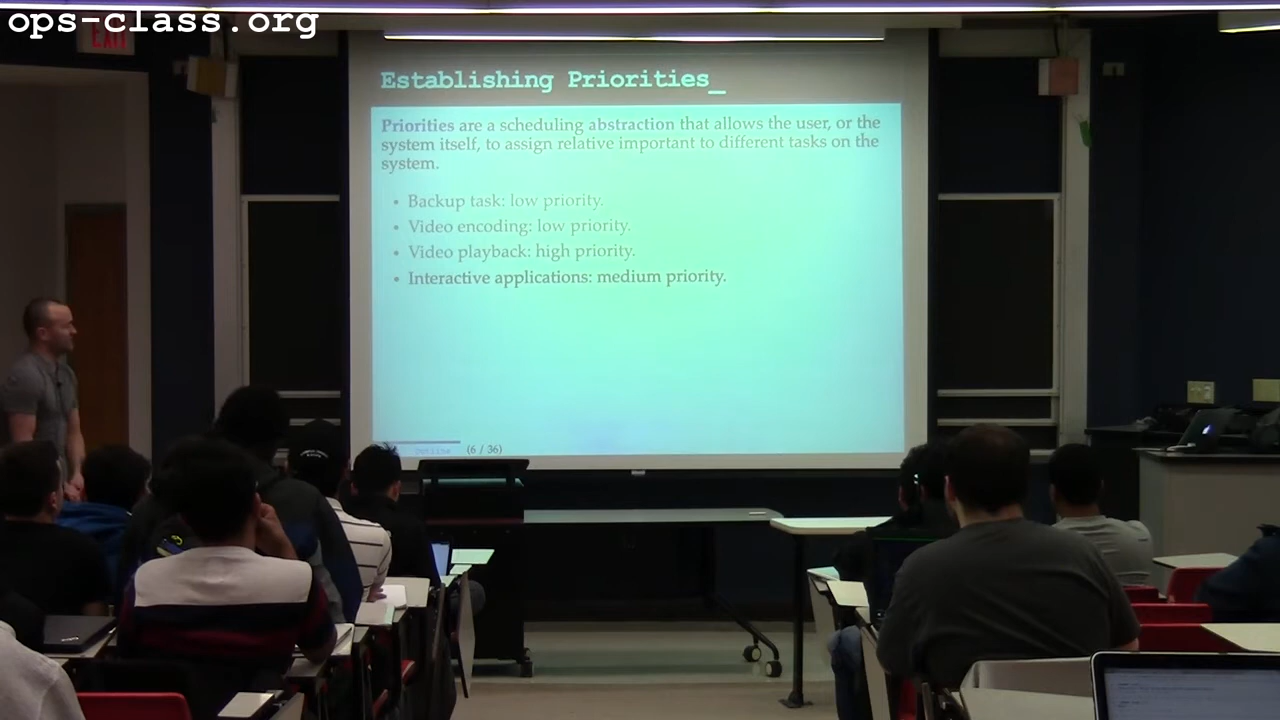 ops-class.org
EXIT
Establishing Priorities_
Priorities are a scheduling abstraction that allows the user, or the
system itself, to assign relative important to different tasks on the
system.
• Backup task: low priority.
• Video encoding: low priority.
• Video playback: high priority.
• Interactive applications: medium priority.
Outline (6 / 36)